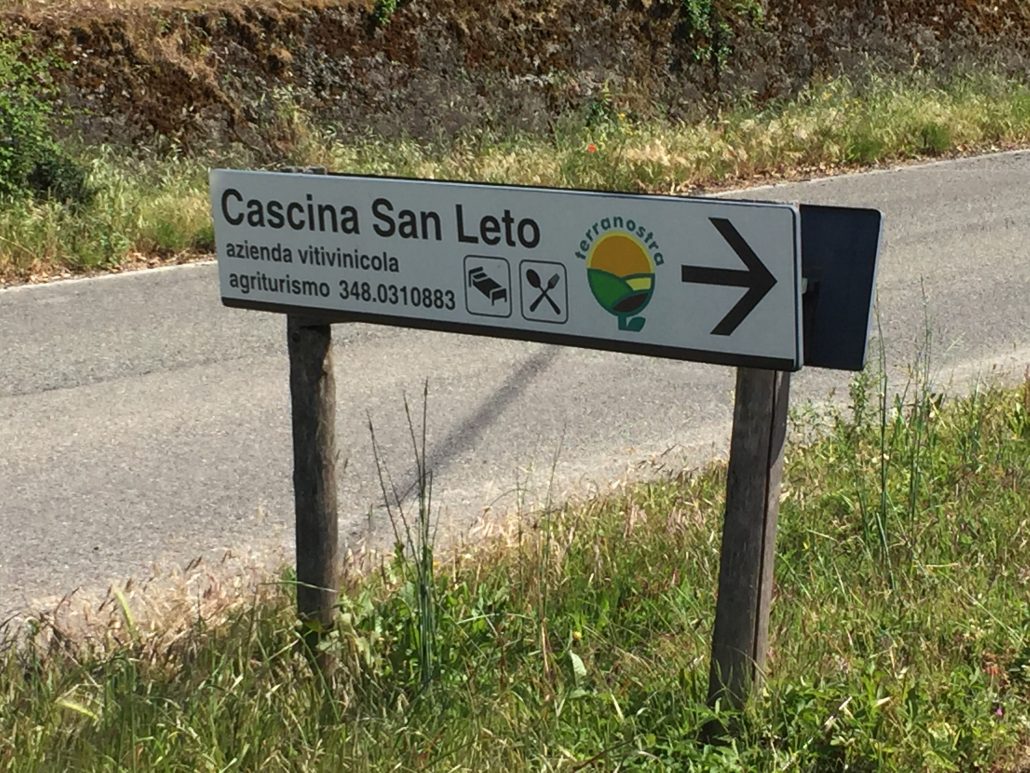 Cascina San Leto
azienda vitivinicola
agriturismo 348.0310883
terranostra